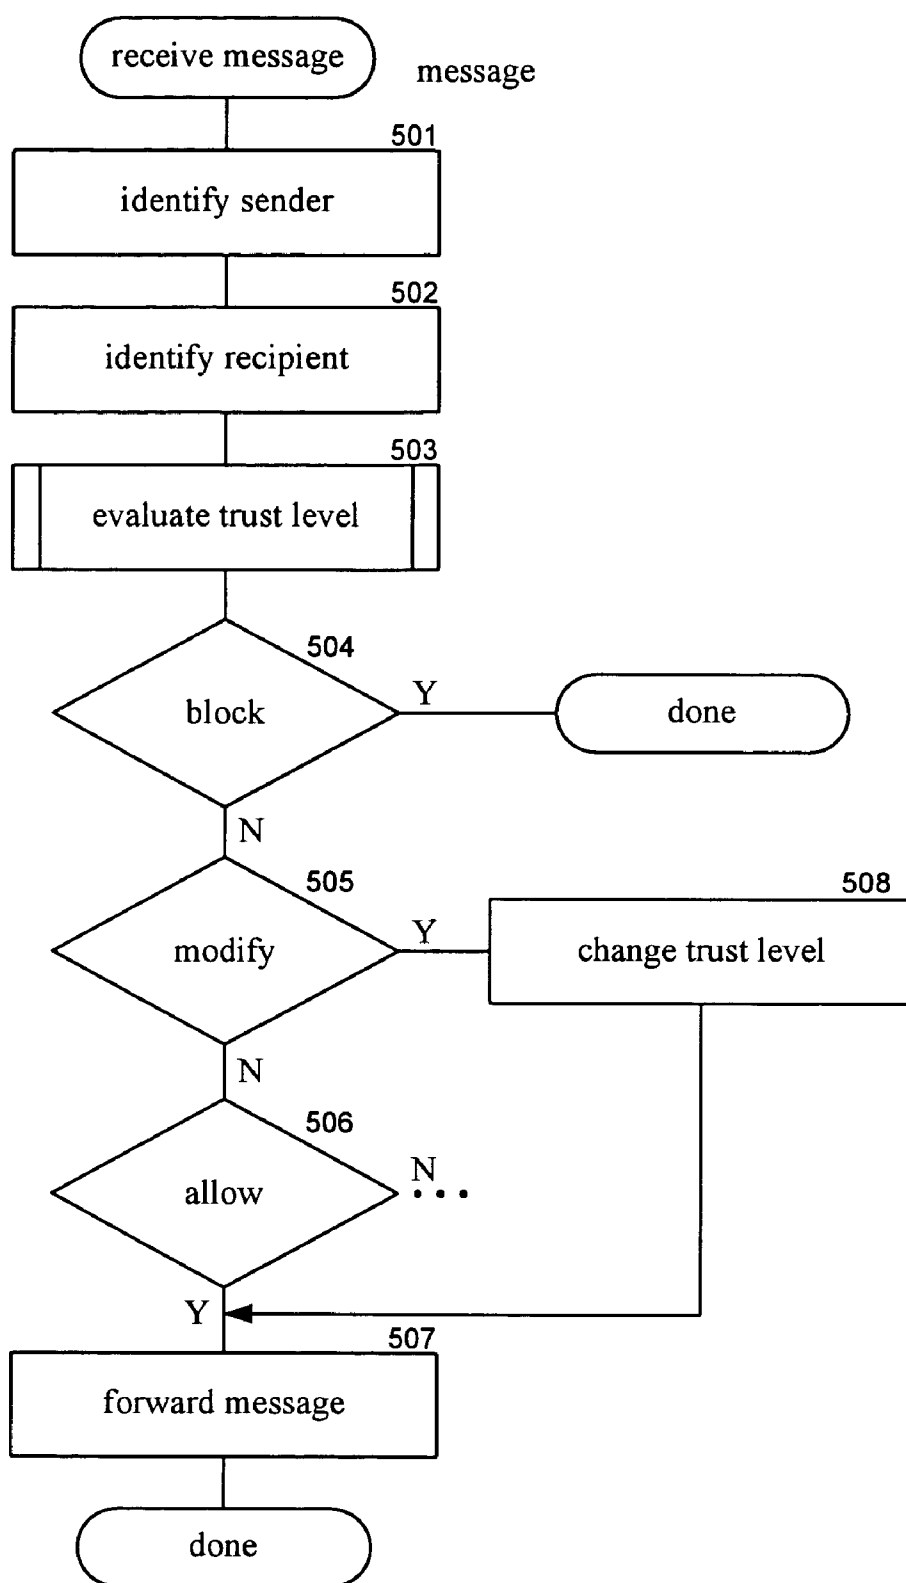 receive message
message
501
identify sender
502
identify recipient
503
evaluate trust level
504
block
Y
done
N
505
modify
Y
508
change trust level
N
506
allow
N
...
Y
507
forward message
done